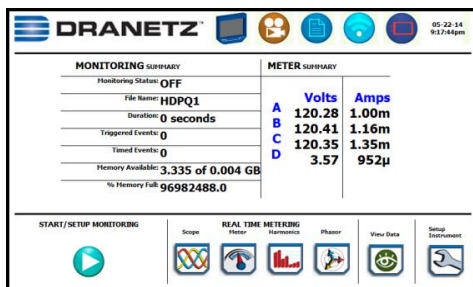 DRANETZ
05-22-14
9:17:44pm
MONITORING SUMMARY
Monitoring Status: OFF
File Name: HDPQ1
Duration: 0 seconds
Triggered Events: 0
Timed Events: 0
Memory Available: 3.335 of 0.004 GB
% Memory Full: 96982488.0
METER SUMMARY
Volts Amps
A 120.28 1.00m
B 120.41 1.16m
C 120.35 1.35m
D 3.57 952µ
START/SETUP MONITORING
REAL TIME METERING
Scope Meter Harmonics Phasor
View Data
Setup
Instrument